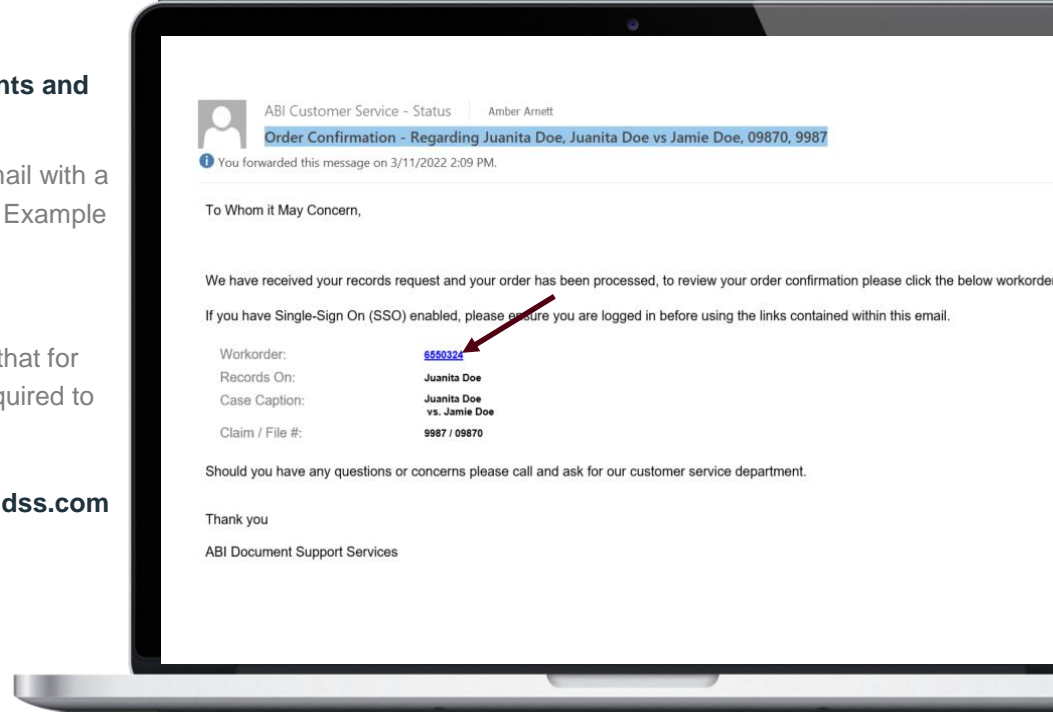 nts and
nail with a
Example
that for
quired to
dss.com
ABI Customer Service - Status Amber Arnett
Order Confirmation - Regarding Juanita Doe, Juanita Doe vs Jamie Doe, 09870, 9987
You forwarded this message on 3/11/2022 2:09 PM.
To Whom it May Concern,
We have received your records request and your order has been processed, to review your order confirmation please click the below workorder
If you have Single-Sign On (SSO) enabled, please ensure you are logged in before using the links contained within this email.
Workorder: 6550324
Records On: Juanita Doe
Case Caption: Juanita Doe
vs. Jamie Doe
Claim / File #: 9987 / 09870
Should you have any questions or concerns please call and ask for our customer service department.
Thank you
ABI Document Support Services